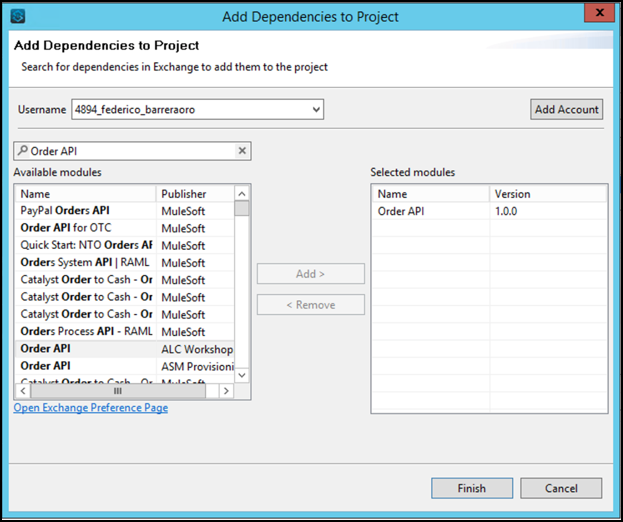 Add Dependencies to Project
Add Dependencies to Project
Search for dependencies in Exchange to add them to the project
Username 4894_federico_barreraoro Add Account
Order API
Available modules Selected modules
Name Publisher Name Version
PayPal Orders API MuleSoft Order API 1.0.0
Order API for OTC MuleSoft
Quick Start: NTO Orders AF MuleSoft
Orders System API | RAML MuleSoft
Catalyst Order to Cash - Or MuleSoft
Catalyst Order to Cash - Or MuleSoft
Orders Process API - RAML MuleSoft
Order API ALC Workshop
Order API ASM Provisioni
Catalyst Order to Cash - Or MuleSoft
Add >
< Remove
Open Exchange Preference Page
Finish Cancel